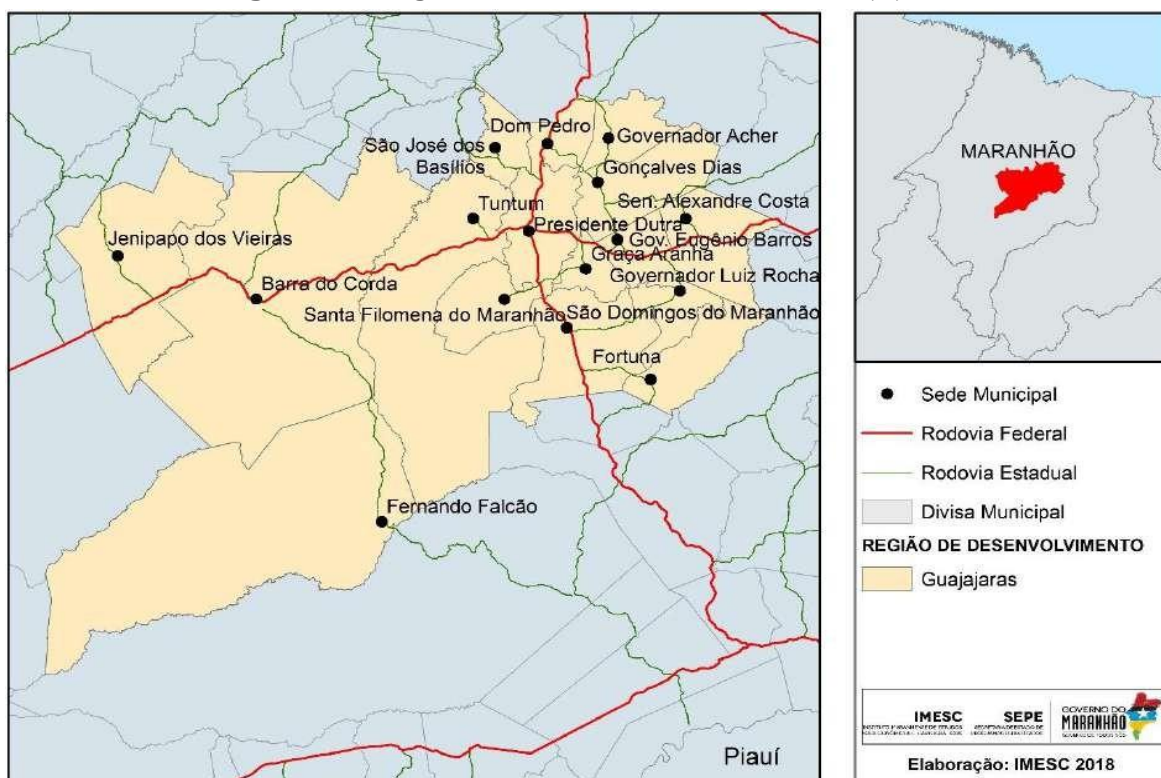 Dom Pedro
Governador Acher
São José dos
Basílios
Gonçalves Dias
Tuntum
Sen. Alexandre Costa
Presidente Dutra
Gov. Eugênio Barros
Jenipapo dos Vieiras
Graça Aranha
Governador Luiz Rocha
Barra do Corda
Santa Filomena do Maranhão
São Domingos do Maranhão
Fortuna
Fernando Falcão
Piauí
MARANHÃO
Sede Municipal
Rodovia Federal
Rodovia Estadual
Divisa Municipal
REGIÃO DE DESENVOLVIMENTO
Guajajaras
IMESC
SEPE
GOVERNO DO
MARANHÃO
Elaboração: IMESC 2018